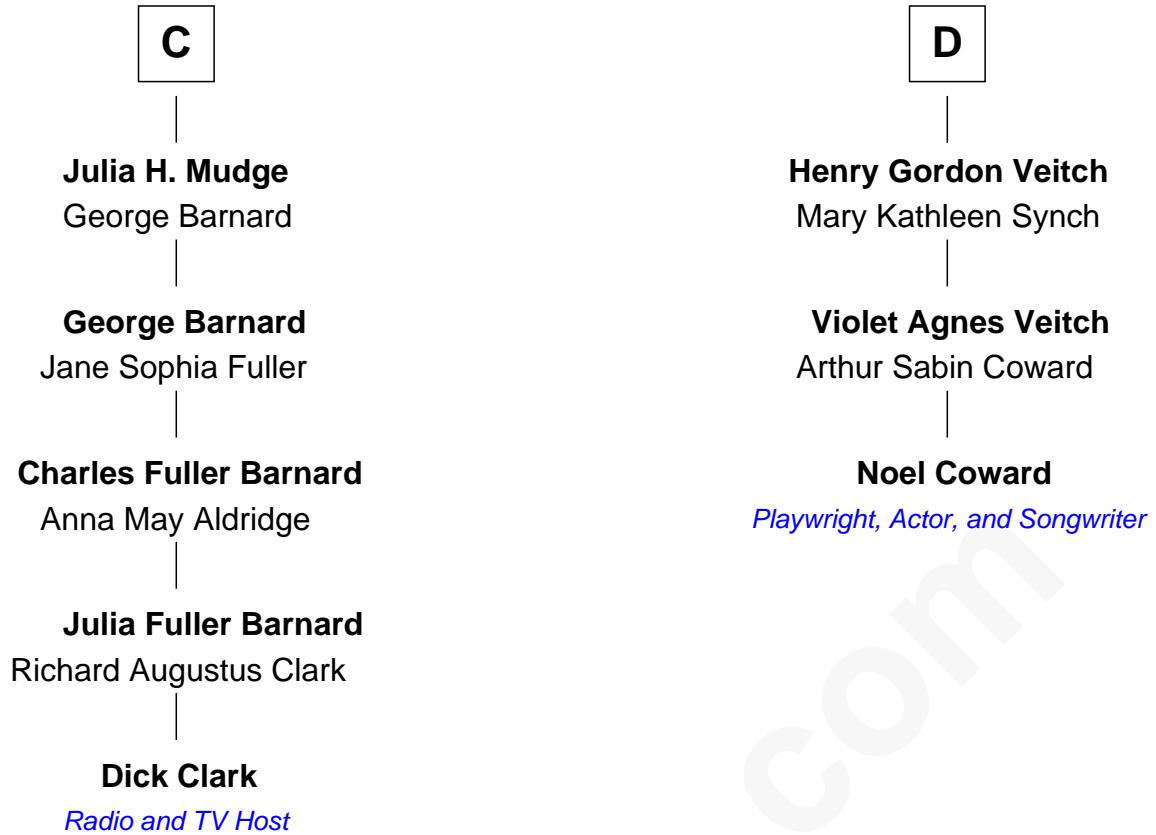 C
Julia H. Mudge
George Barnard
George Barnard
Jane Sophia Fuller
Charles Fuller Barnard
Anna May Aldridge
Julia Fuller Barnard
Richard Augustus Clark
Dick Clark
Radio and TV Host
D
Henry Gordon Veitch
Mary Kathleen Synch
Violet Agnes Veitch
Arthur Sabin Coward
Noel Coward
Playwright, Actor, and Songwriter
com